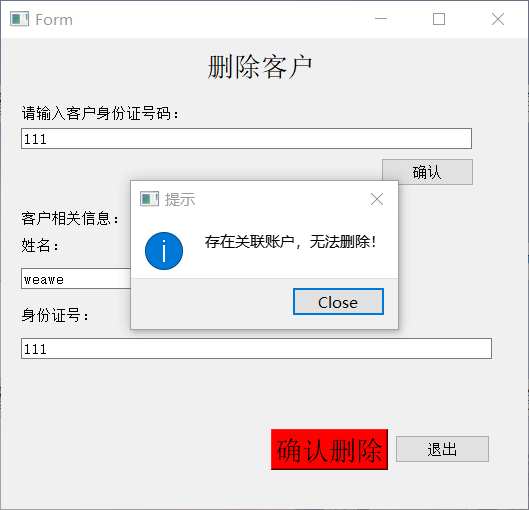 Form
删除客户
请输入客户身份证号码：
111
确认
提示
客户相关信息：
存在关联账户，无法删除！
姓名：
weawe
Close
身份证号：
111
确认删除
退出